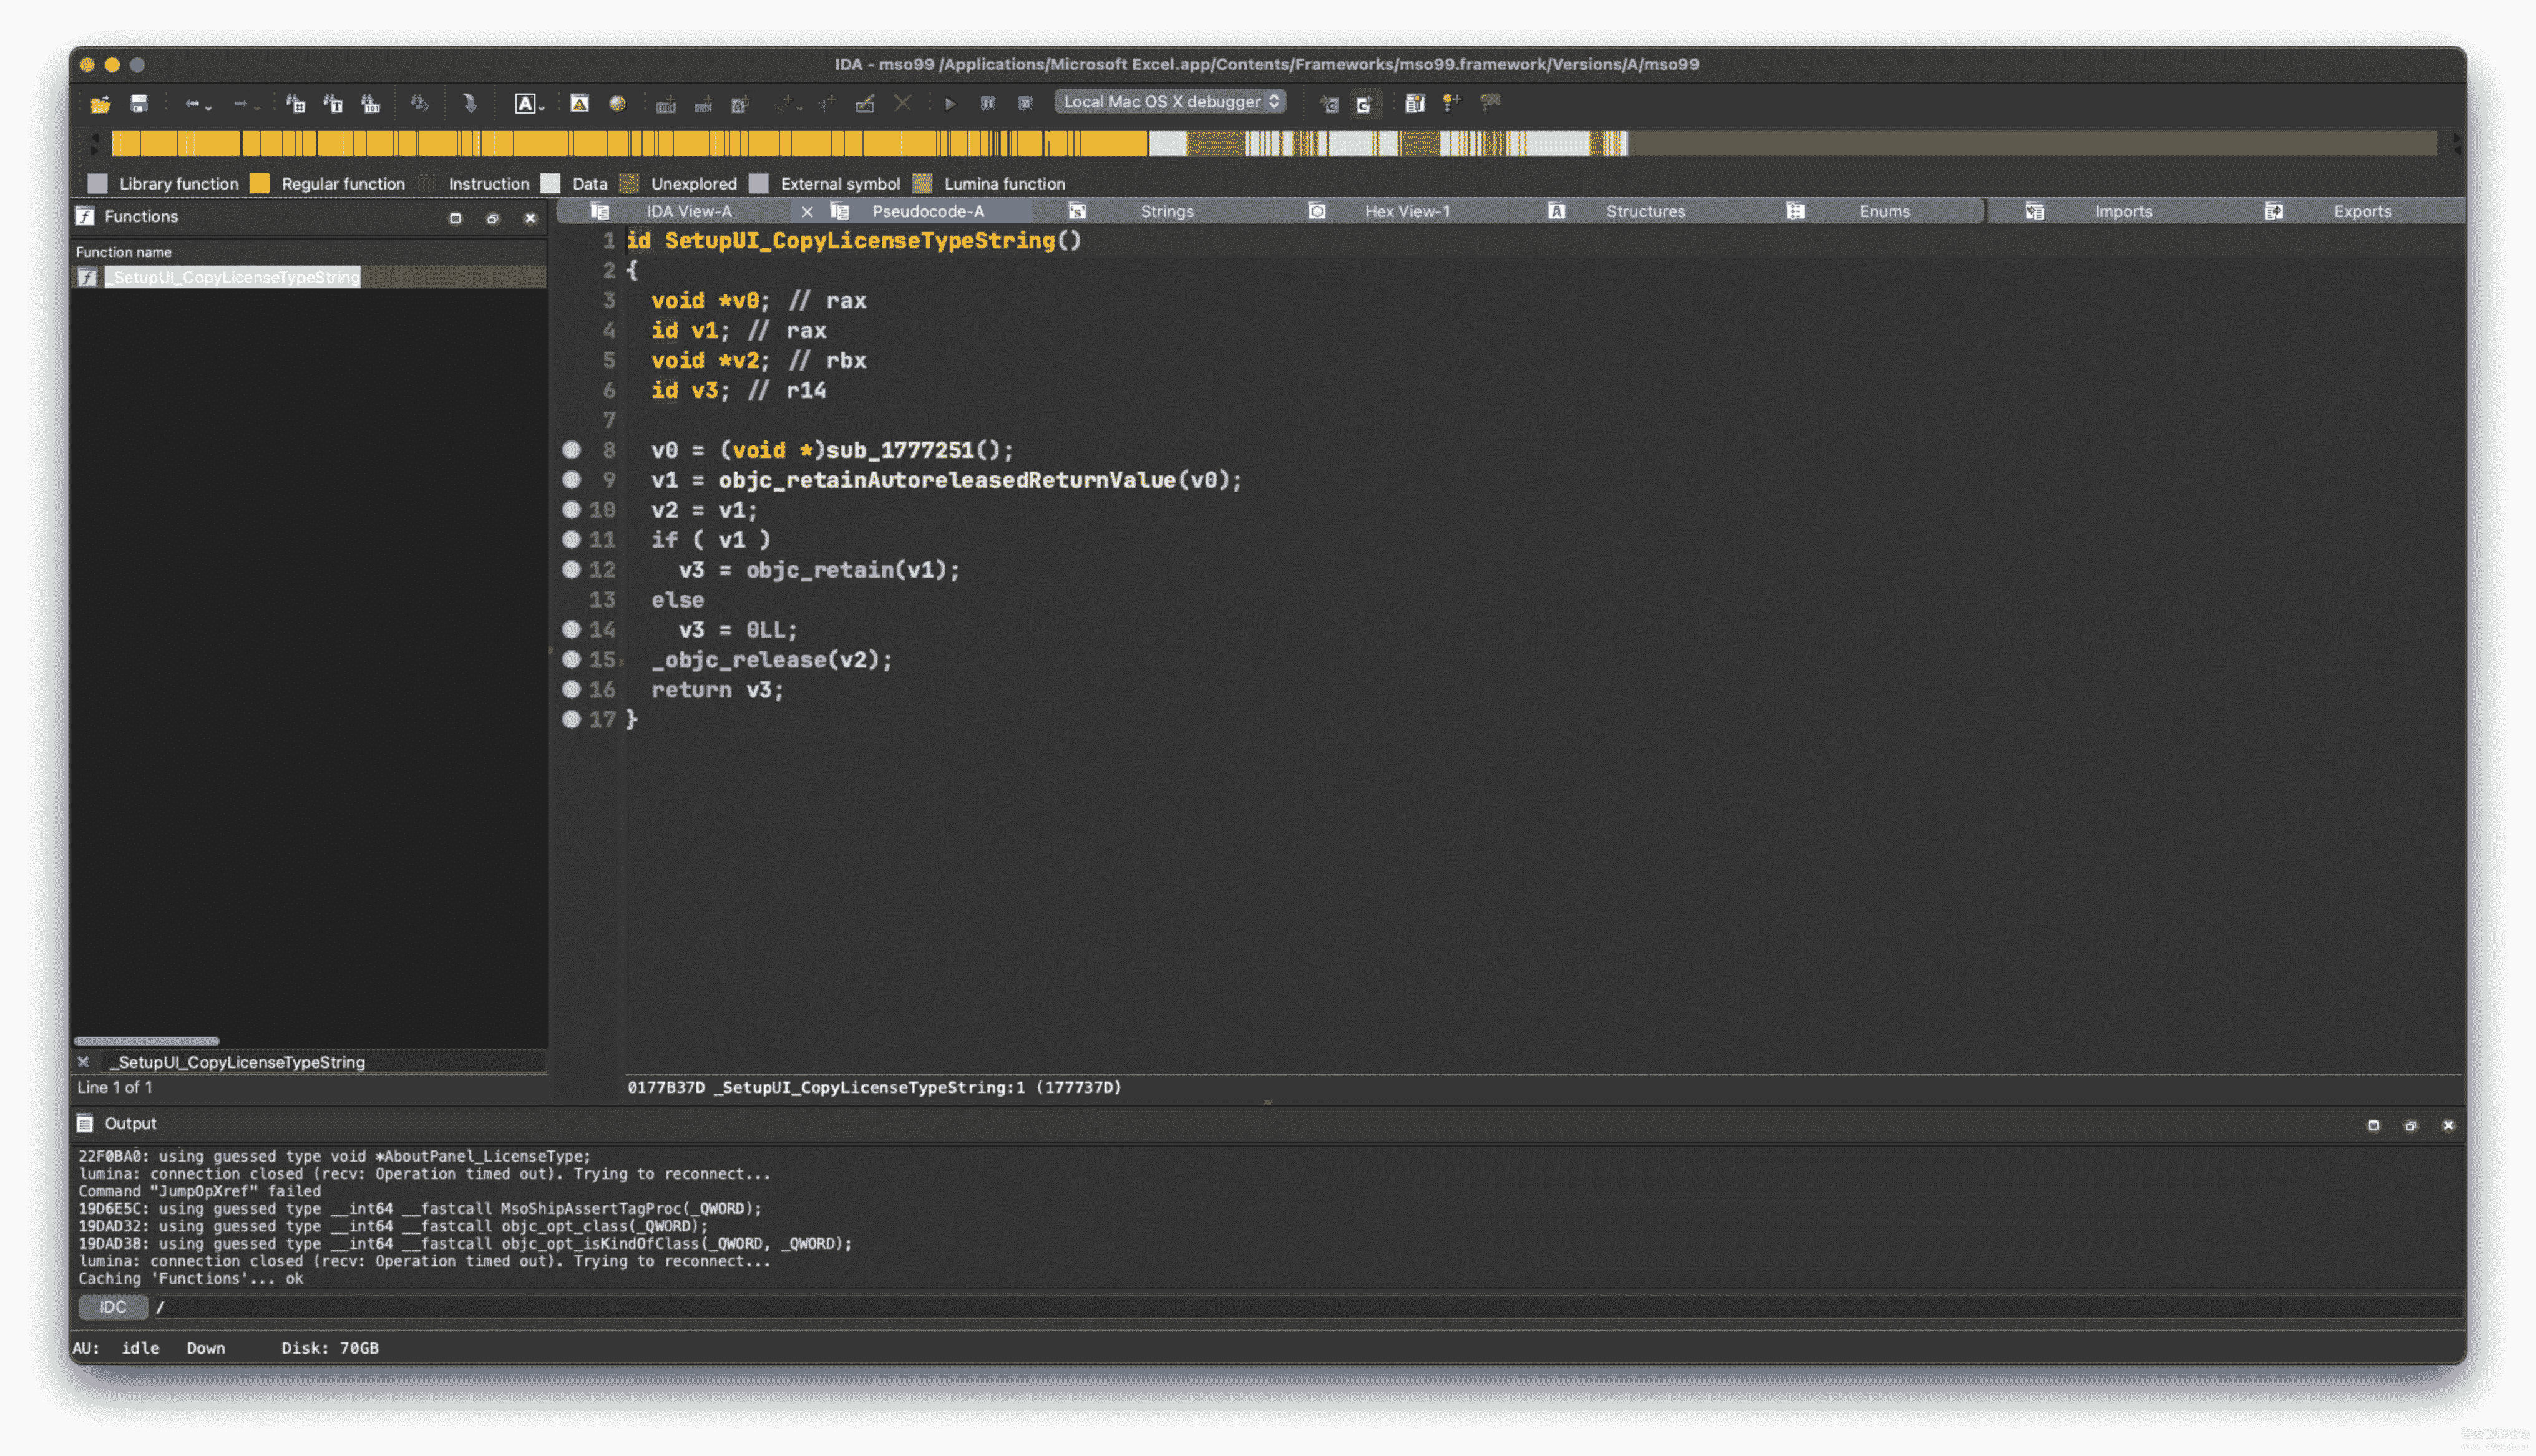 IDA - mso99 /Applications/Microsoft Excel.app/Contents/Frameworks/mso99.framework/Versions/A/mso99
Local Mac OS X debugger
Library function Regular function Instruction Data Unexplored External symbol Lumina function
Functions
IDA View-A Pseudocode-A Strings Hex View-1 Structures Enums Imports Exports
Function name
_SetupUI_CopyLicenseTypeString
1 id SetupUI_CopyLicenseTypeString()
2 {
3 void *v0; // rax
4 id v1; // rax
5 void *v2; // rbx
6 id v3; // r14
7
8 v0 = (void *)sub_1777251();
9 v1 = objc_retainAutoreleasedReturnValue(v0);
10 v2 = v1;
11 if ( v1 )
12 v3 = objc_retain(v1);
13 else
14 v3 = 0LL;
15 _objc_release(v2);
16 return v3;
17 }
_SetupUI_CopyLicenseTypeString
Line 1 of 1
0177B37D _SetupUI_CopyLicenseTypeString:1 (177737D)
Output
22F0BA0: using guessed type void *AboutPanel_LicenseType;
lumina: connection closed (recv: Operation timed out). Trying to reconnect...
Command "JumpOpXref" failed
19D6E5C: using guessed type __int64 __fastcall MsoShipAssertTagProc(_QWORD);
19DAD32: using guessed type __int64 __fastcall objc_opt_class(_QWORD);
19DAD38: using guessed type __int64 __fastcall objc_opt_isKindOfClass(_QWORD, _QWORD);
lumina: connection closed (recv: Operation timed out). Trying to reconnect...
Caching 'Functions'... ok
IDC /
AU: idle Down Disk: 70GB